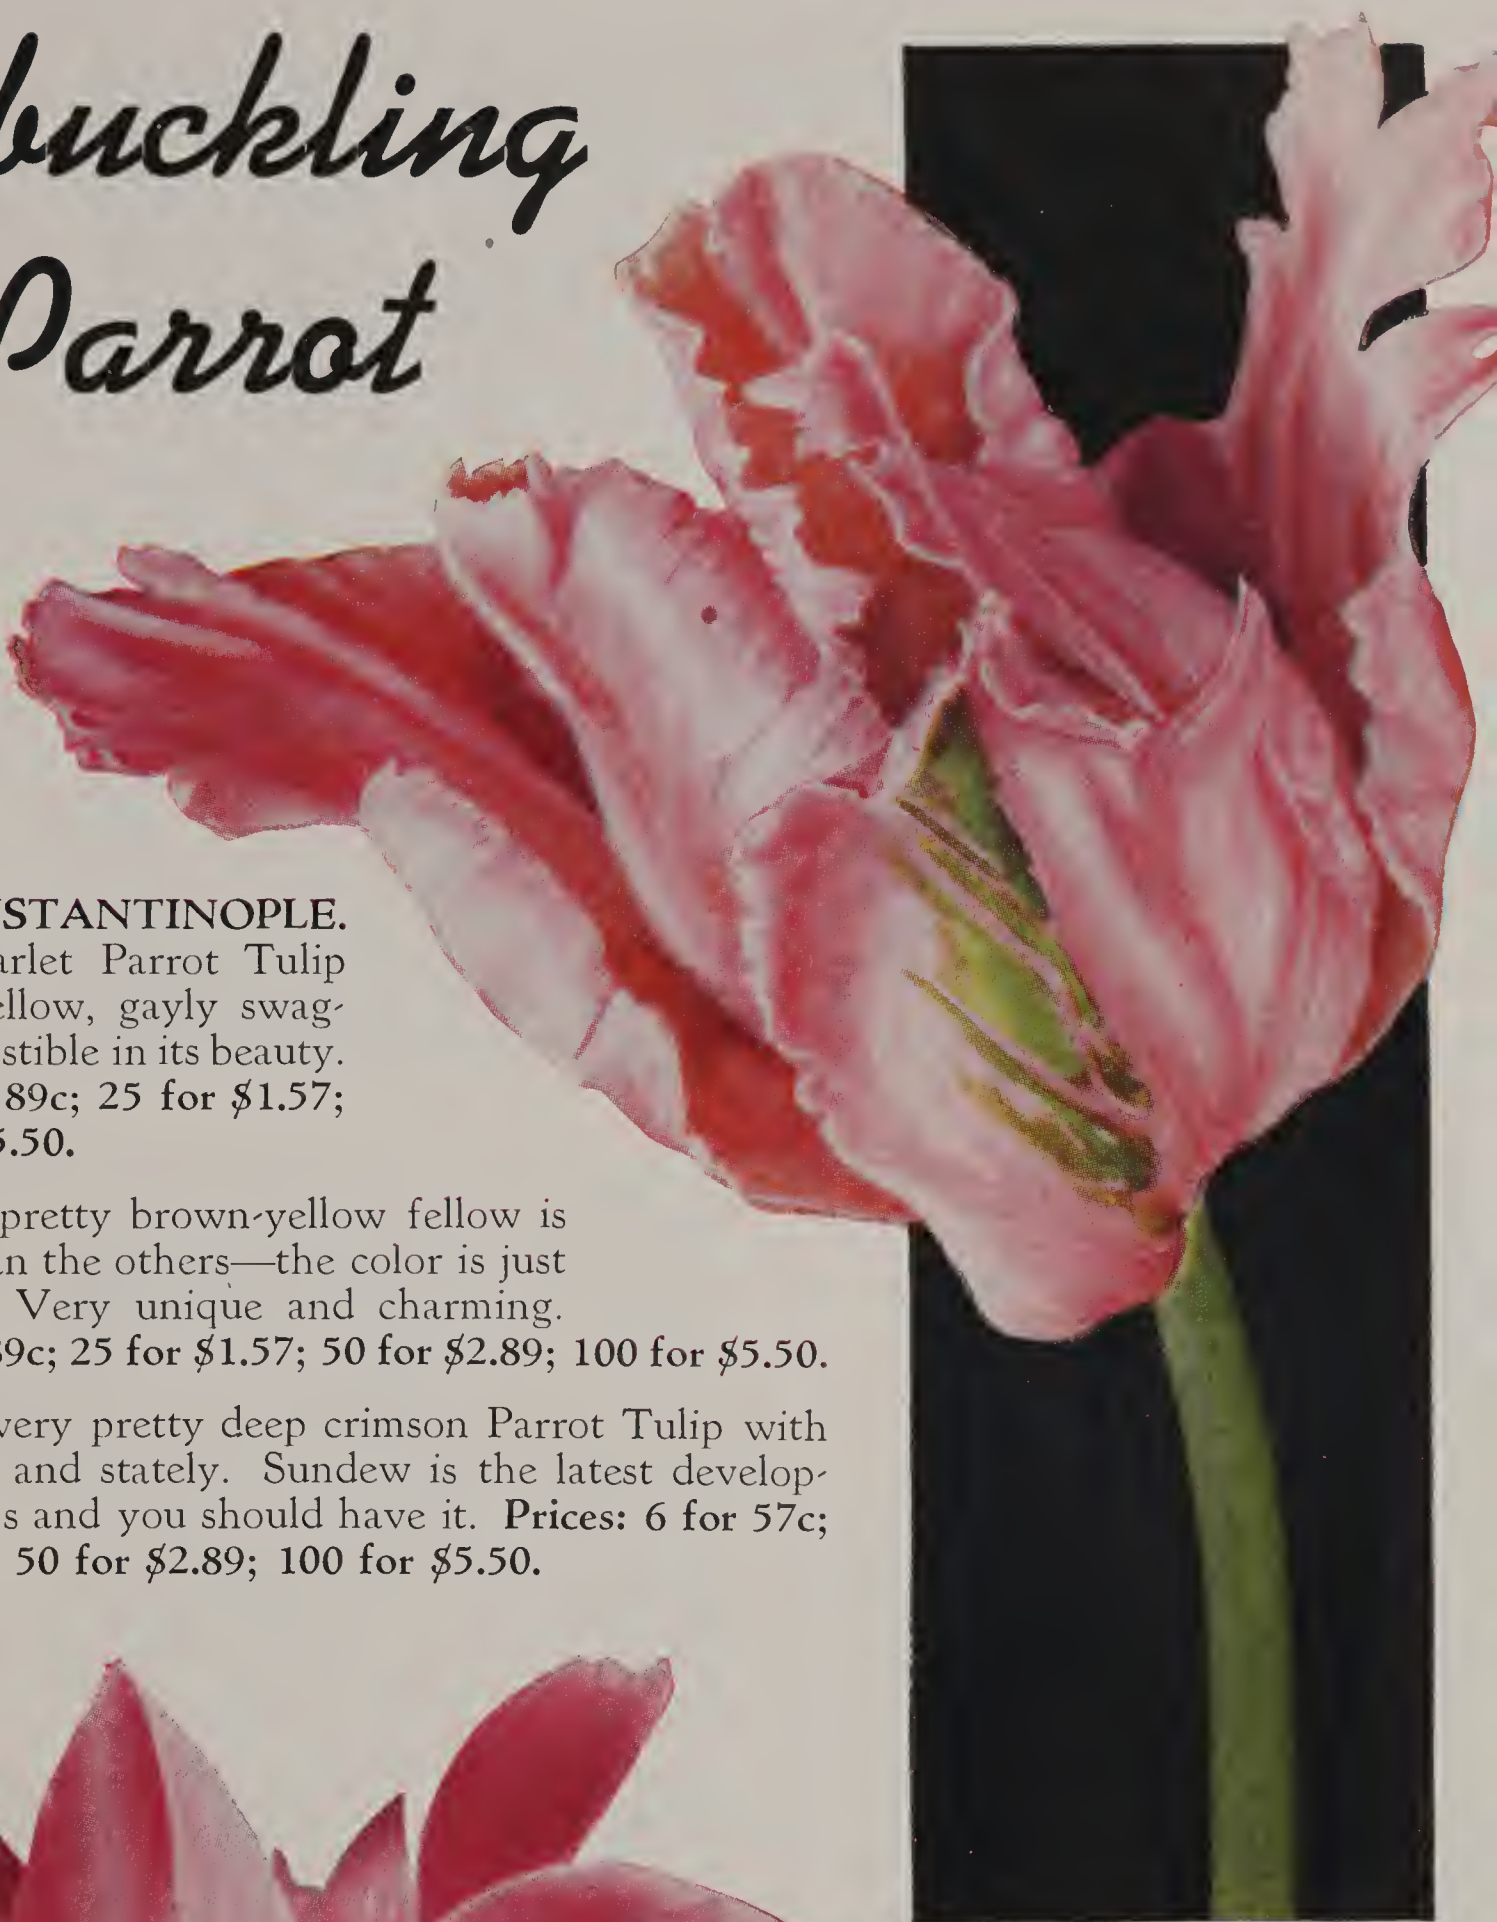 buckling
Parrot
STANTINOPLE.
arlet Parrot Tulip
ellow, gayly swag-
stible in its beauty.
89c; 25 for $1.57;
5.50.
pretty brown-yellow fellow is
n the others—the color is just
Very unique and charming.
9c; 25 for $1.57; 50 for $2.89; 100 for $5.50.
very pretty deep crimson Parrot Tulip with
and stately. Sundew is the latest develop-
s and you should have it. Prices: 6 for 57c;
50 for $2.89; 100 for $5.50.